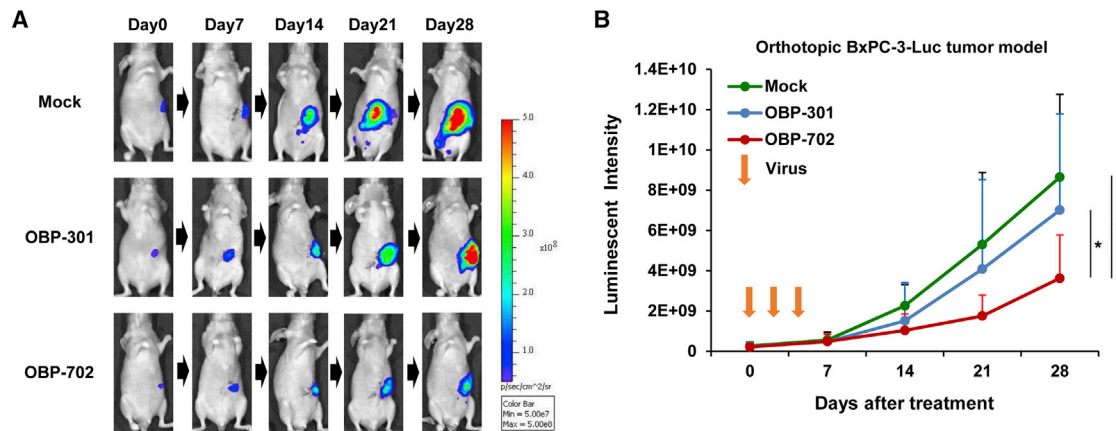 A
Day0 Day7 Day14 Day21 Day28
Mock
OBP-301
OBP-702
5.0
4.0
3.0
x10⁸
2.0
1.0
p/sec/cm^2/sr
Color Bar
Min = 5.00e7
Max = 5.00e8
B
Orthotopic BxPC-3-Luc tumor model
Luminescent Intensity
1.4E+10
1.2E+10
1E+10
8E+09
6E+09
4E+09
2E+09
0
Mock
OBP-301
OBP-702
Virus
*
0 7 14 21 28
Days after treatment